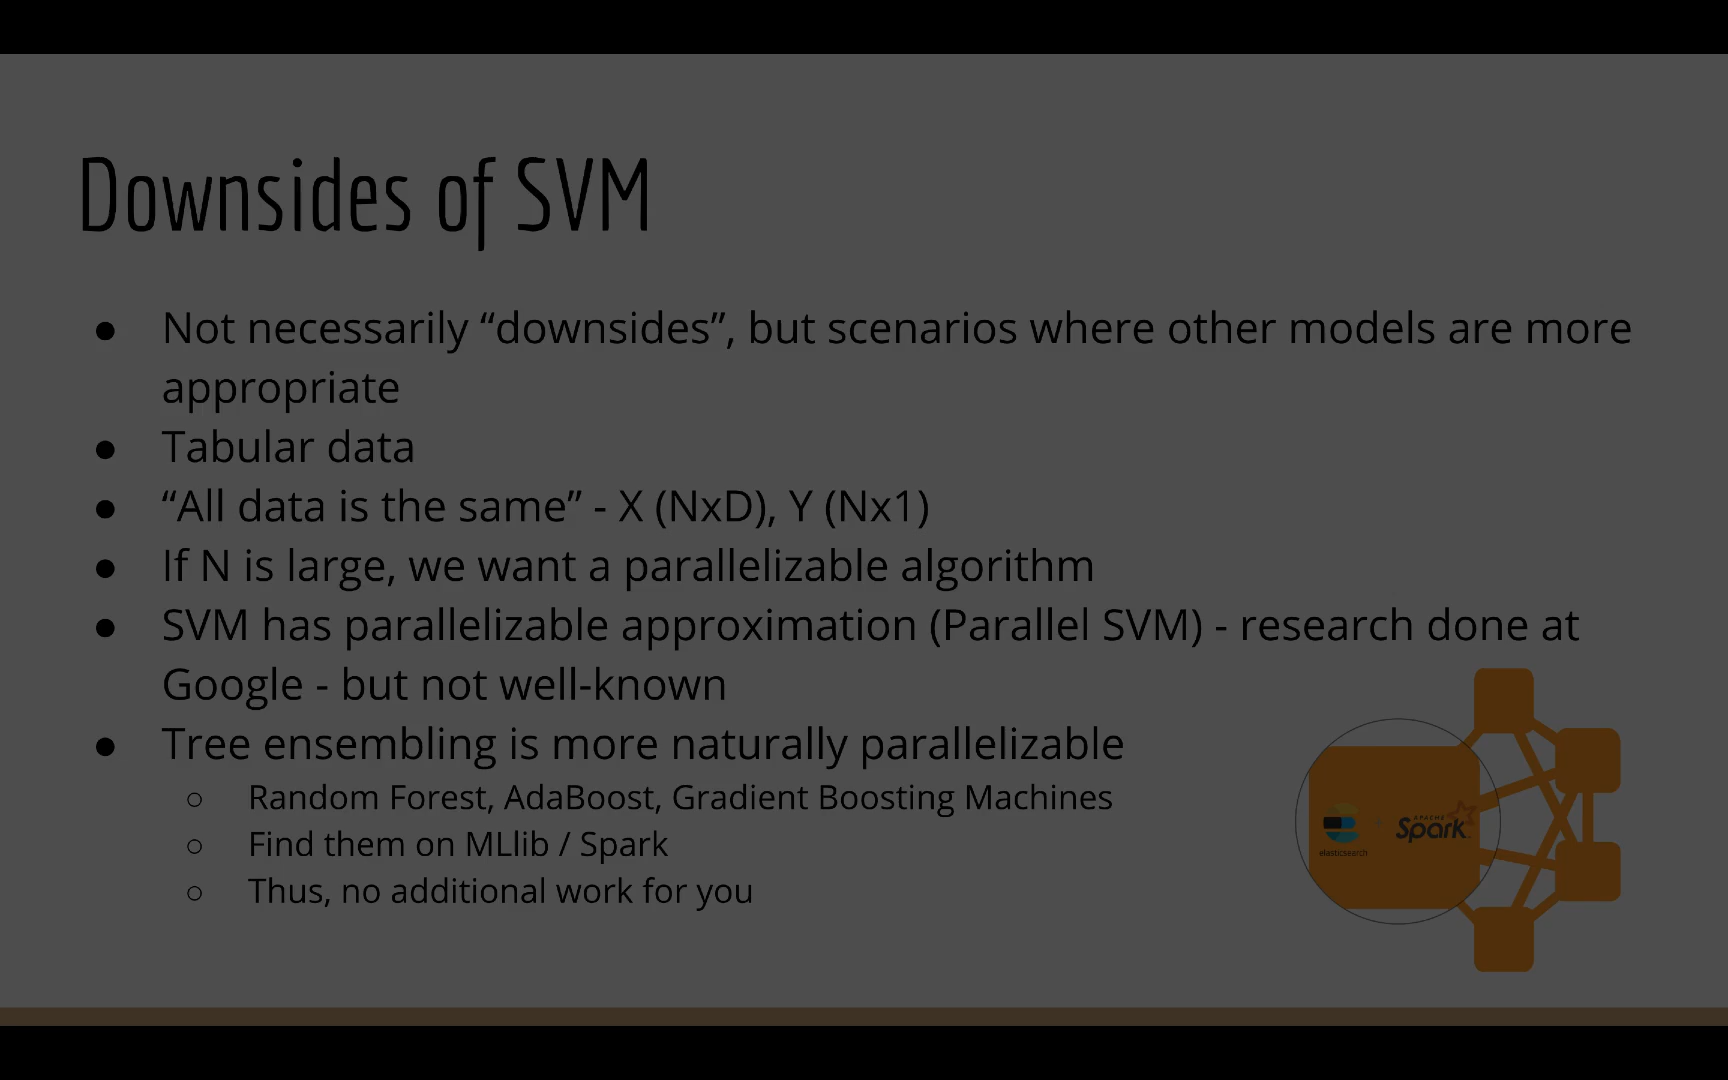 Downsides of SVM
● Not necessarily “downsides”, but scenarios where other models are more
appropriate
● Tabular data
● “All data is the same” - X (NxD), Y (Nx1)
● If N is large, we want a parallelizable algorithm
● SVM has parallelizable approximation (Parallel SVM) - research done at
Google - but not well-known
● Tree ensembling is more naturally parallelizable
○ Random Forest, AdaBoost, Gradient Boosting Machines
○ Find them on MLlib / Spark
○ Thus, no additional work for you
elasticsearch
+
APACHE
Spark